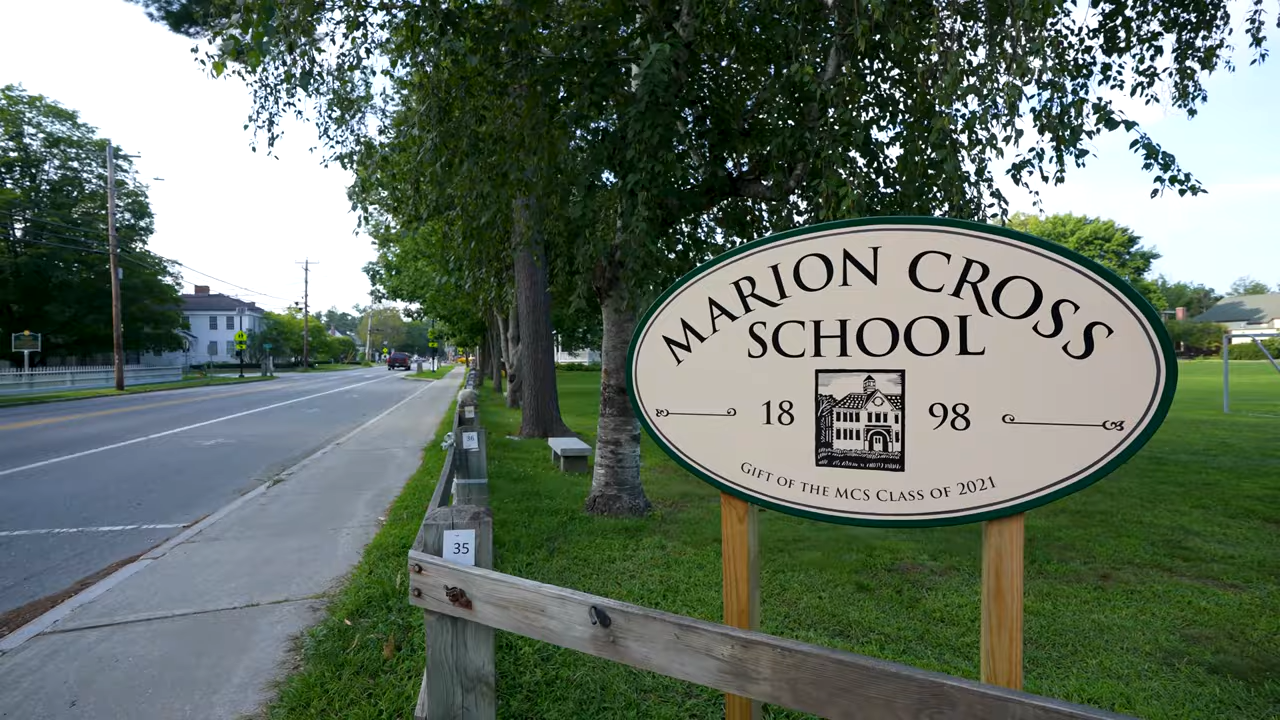 MARION CROSS
SCHOOL
18 98
GIFT OF THE MCS CLASS OF 2021
36
35